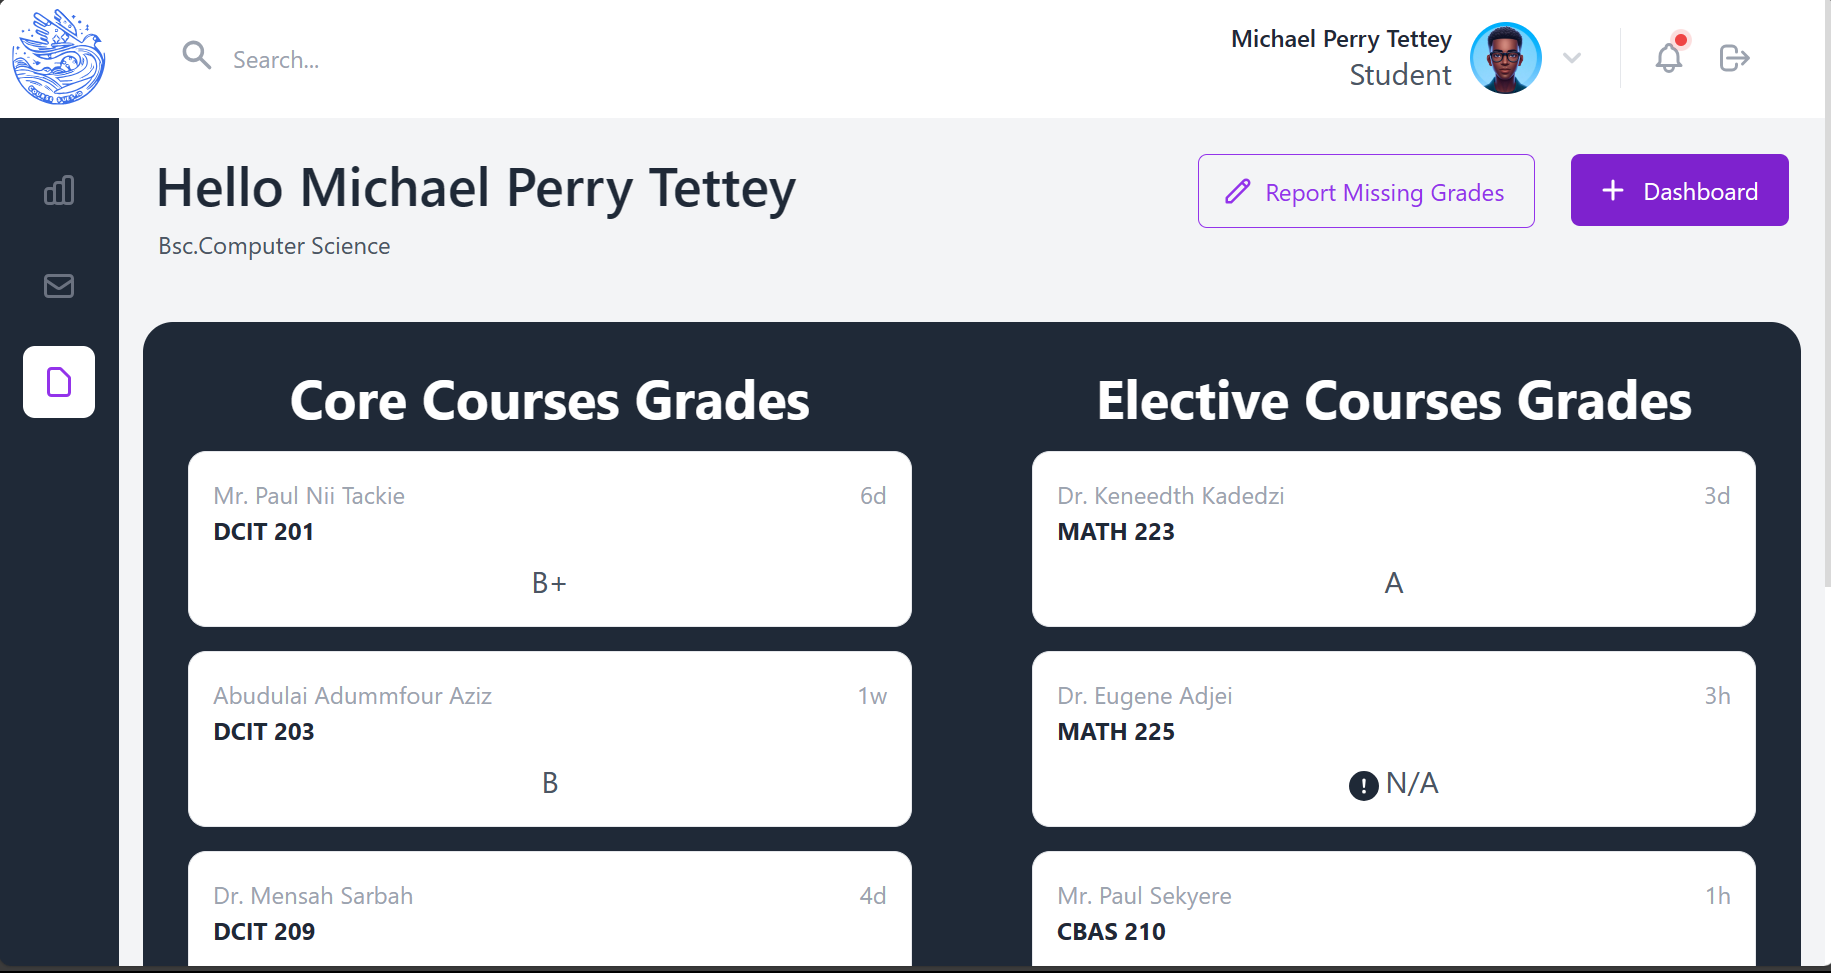 Search...
Michael Perry Tettey
Student
Hello Michael Perry Tettey
Bsc.Computer Science
Report Missing Grades
Dashboard
Core Courses Grades
Mr. Paul Nii Tackie 6d
DCIT 201
B+
Abudulai Adummfour Aziz 1w
DCIT 203
B
Dr. Mensah Sarbah 4d
DCIT 209
Elective Courses Grades
Dr. Keneedth Kadedzi 3d
MATH 223
A
Dr. Eugene Adjei 3h
MATH 225
N/A
Mr. Paul Sekyere 1h
CBAS 210